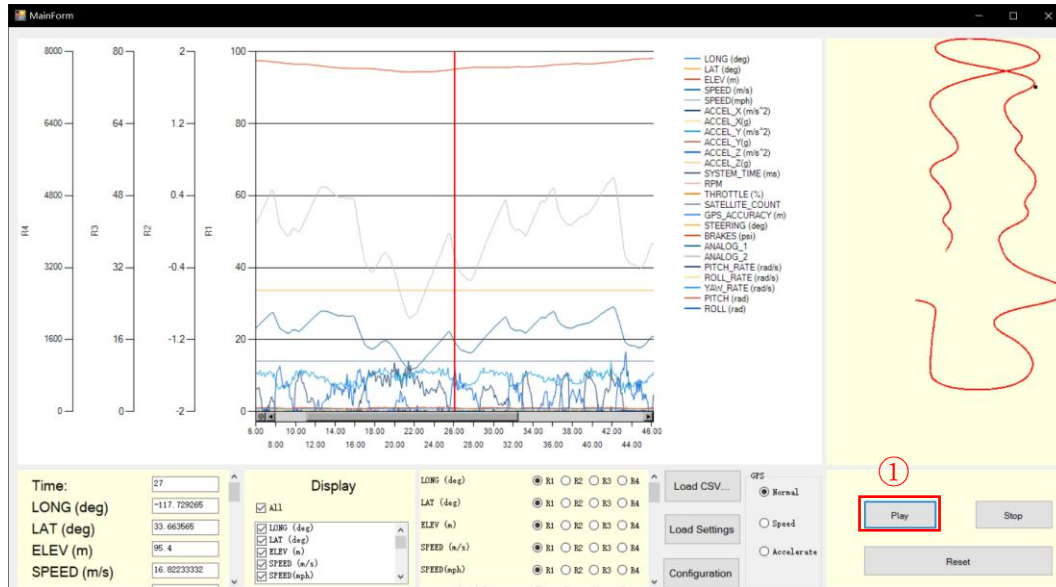 MainForm
R4
8000
6400
4800
3200
1600
0
R3
80
64
48
32
16
0
R2
2
1.2
0.4
-0.4
-1.2
-2
R1
100
80
60
40
20
0
6.00 10.00 14.00 18.00 22.00 26.00 30.00 34.00 38.00 42.00 46.00
8.00 12.00 16.00 20.00 24.00 28.00 32.00 36.00 40.00 44.00
LONG (deg)
LAT (deg)
ELEV (m)
SPEED (m/s)
SPEED(mph)
ACCEL_X (m/s^2)
ACCEL_X(g)
ACCEL_Y (m/s^2)
ACCEL_Y(g)
ACCEL_Z (m/s^2)
ACCEL_Z(g)
SYSTEM_TIME (ms)
RPM
THROTTLE (%)
SATELLITE_COUNT
GPS_ACCURACY (m)
STEERING (deg)
BRAKES (psi)
ANALOG_1
ANALOG_2
PITCH_RATE (rad/s)
ROLL_RATE (rad/s)
YAW_RATE (rad/s)
PITCH (rad)
ROLL (rad)
Time: 27
LONG (deg) -117.729265
LAT (deg) 33.663565
ELEV (m) 95.4
SPEED (m/s) 16.82233332
Display
All
LONG (deg)
LAT (deg)
ELEV (m)
SPEED (m/s)
SPEED(mph)
LONG (deg) R1 R2 R3 R4
LAT (deg) R1 R2 R3 R4
ELEV (m) R1 R2 R3 R4
SPEED (m/s) R1 R2 R3 R4
SPEED(mph) R1 R2 R3 R4
Load CSV...
Load Settings
Configuration
GPS
Normal
Speed
Accelerate
①
Play
Stop
Reset